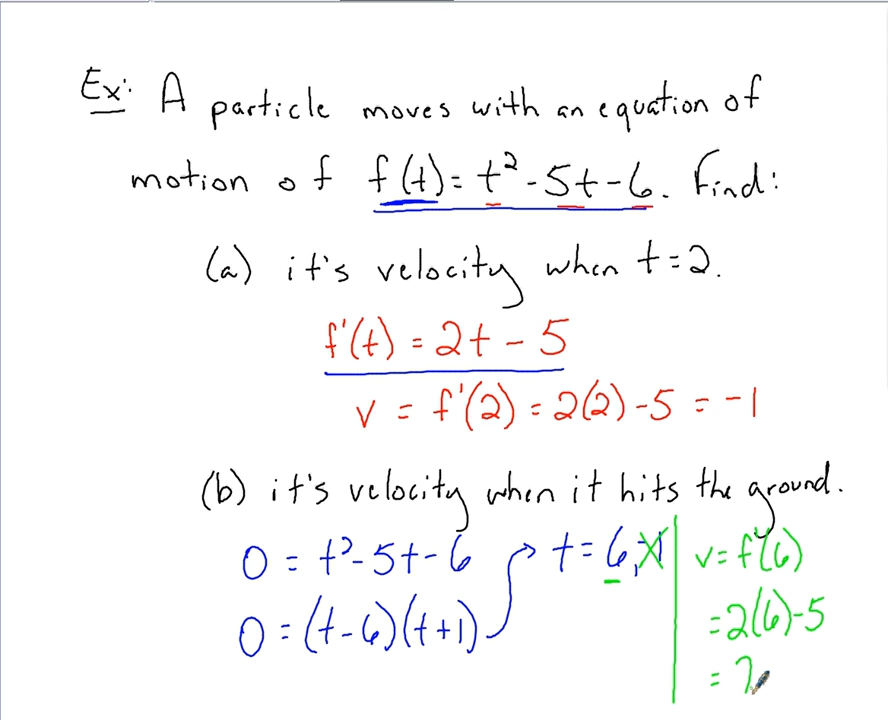 Ex: A particle moves with an equation of
motion of f(t) = t² - 5t - 6. Find:
(a) it's velocity when t = 2.
f'(t) = 2t - 5
v = f'(2) = 2(2) - 5 = -1
(b) it's velocity when it hits the ground.
0 = t² - 5t - 6
0 = (t - 6)(t + 1)
t = 6, -1
v = f'(6)
= 2(6) - 5
= 7